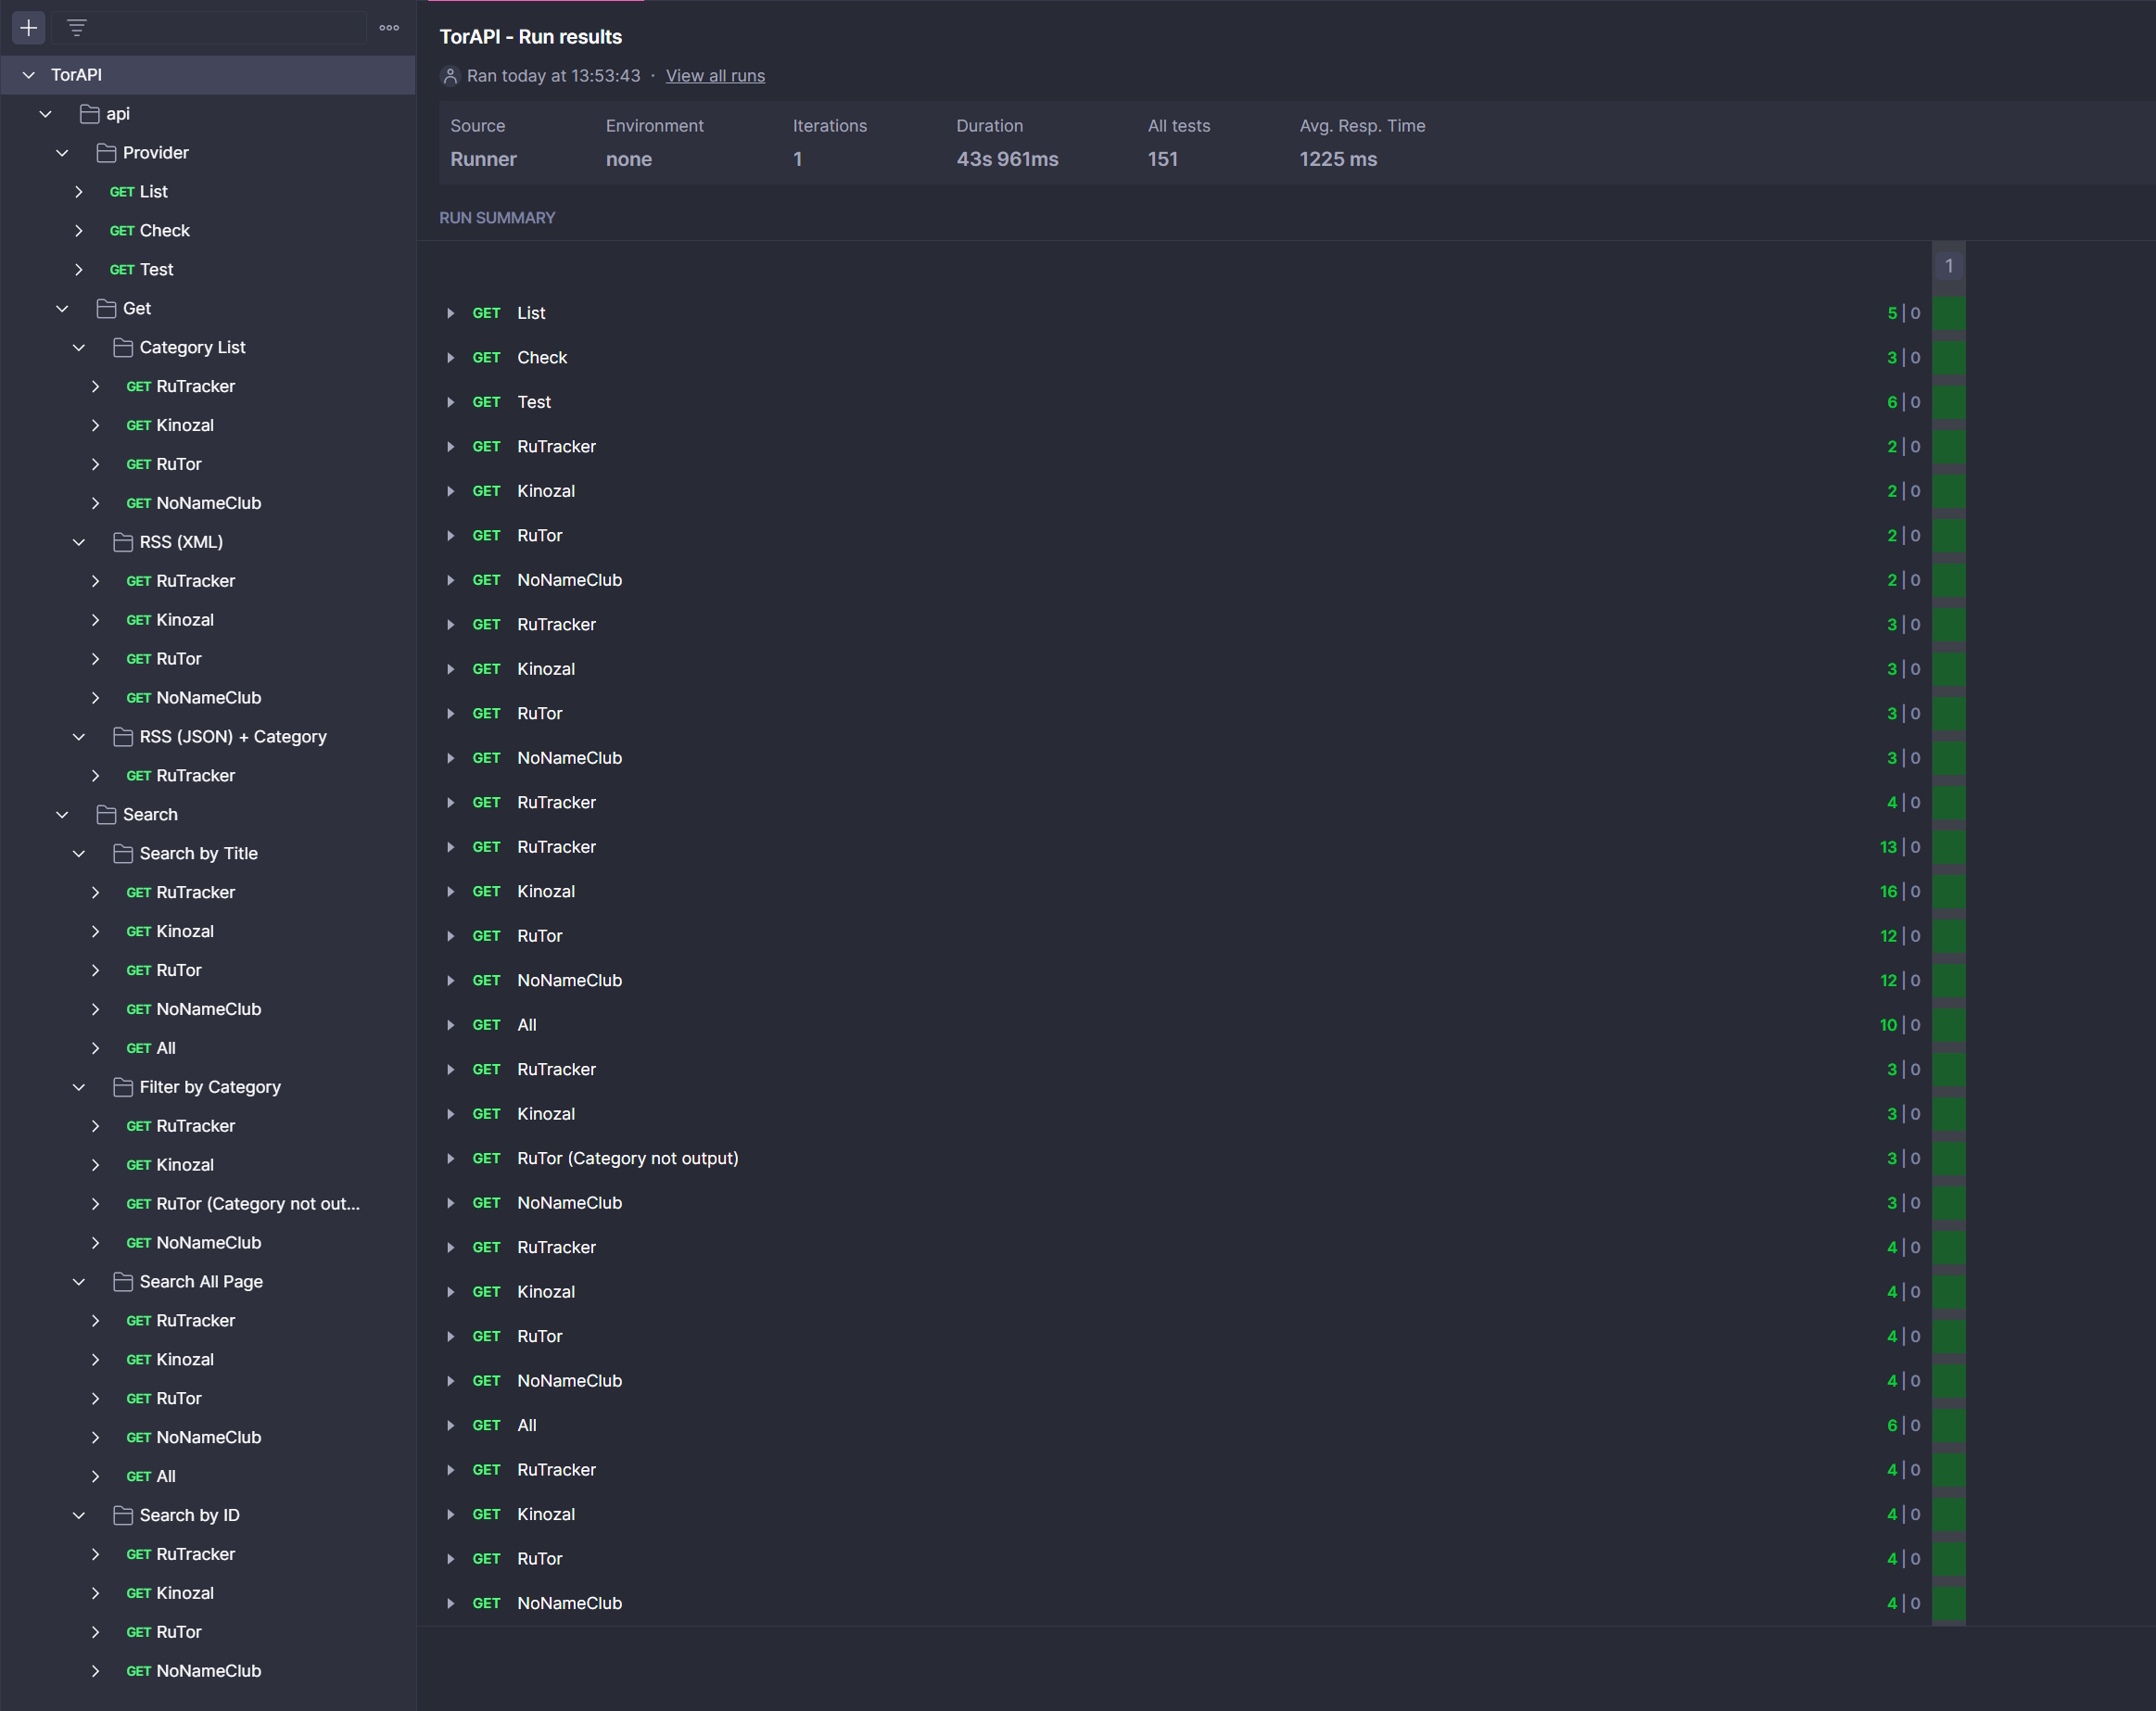 TorAPI
api
Provider
GET List
GET Check
GET Test
Get
Category List
GET RuTracker
GET Kinozal
GET RuTor
GET NoNameClub
RSS (XML)
GET RuTracker
GET Kinozal
GET RuTor
GET NoNameClub
RSS (JSON) + Category
GET RuTracker
Search
Search by Title
GET RuTracker
GET Kinozal
GET RuTor
GET NoNameClub
GET All
Filter by Category
GET RuTracker
GET Kinozal
GET RuTor (Category not out...
GET NoNameClub
Search All Page
GET RuTracker
GET Kinozal
GET RuTor
GET NoNameClub
GET All
Search by ID
GET RuTracker
GET Kinozal
GET RuTor
GET NoNameClub
TorAPI - Run results
Ran today at 13:53:43 · View all runs
Source Environment Iterations Duration All tests Avg. Resp. Time
Runner none 1 43s 961ms 151 1225 ms
RUN SUMMARY
1
GET List 5 | 0
GET Check 3 | 0
GET Test 6 | 0
GET RuTracker 2 | 0
GET Kinozal 2 | 0
GET RuTor 2 | 0
GET NoNameClub 2 | 0
GET RuTracker 3 | 0
GET Kinozal 3 | 0
GET RuTor 3 | 0
GET NoNameClub 3 | 0
GET RuTracker 4 | 0
GET RuTracker 13 | 0
GET Kinozal 16 | 0
GET RuTor 12 | 0
GET NoNameClub 12 | 0
GET All 10 | 0
GET RuTracker 3 | 0
GET Kinozal 3 | 0
GET RuTor (Category not output) 3 | 0
GET NoNameClub 3 | 0
GET RuTracker 4 | 0
GET Kinozal 4 | 0
GET RuTor 4 | 0
GET NoNameClub 4 | 0
GET All 6 | 0
GET RuTracker 4 | 0
GET Kinozal 4 | 0
GET RuTor 4 | 0
GET NoNameClub 4 | 0